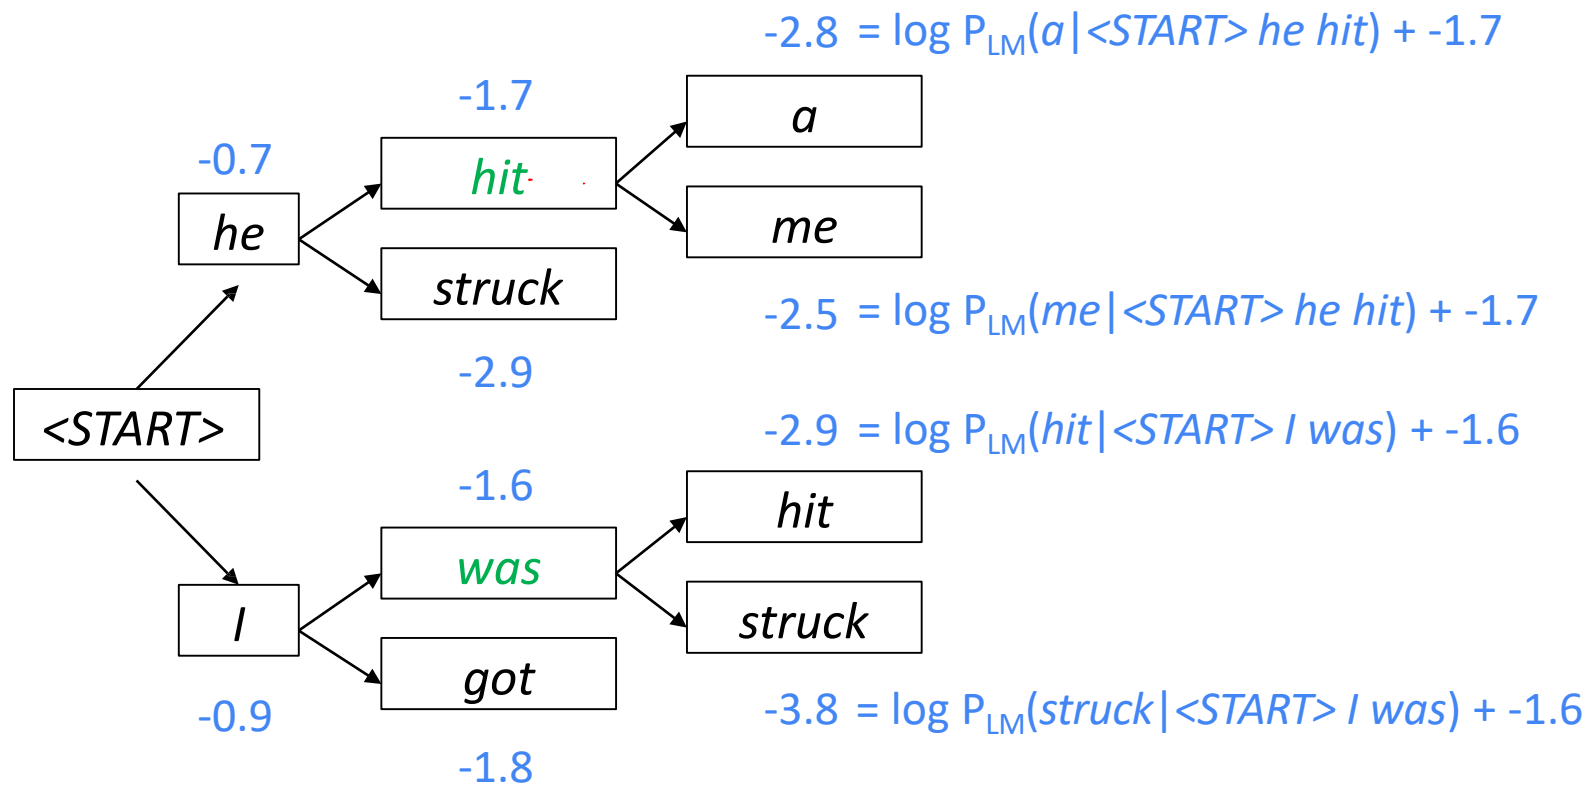 -2.8 = log P_LM(a|<START> he hit) + -1.7
-1.7
a
-0.7
hit
me
he
struck
-2.5 = log P_LM(me|<START> he hit) + -1.7
-2.9
<START>
-2.9 = log P_LM(hit|<START> I was) + -1.6
-1.6
hit
was
struck
I
got
-0.9
-3.8 = log P_LM(struck|<START> I was) + -1.6
-1.8